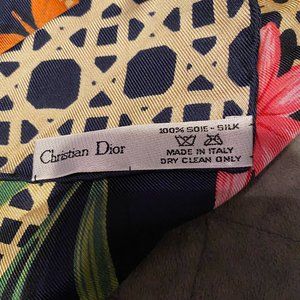 Christian Dior
100% SOIE - SILK
MADE IN ITALY
DRY CLEAN ONLY